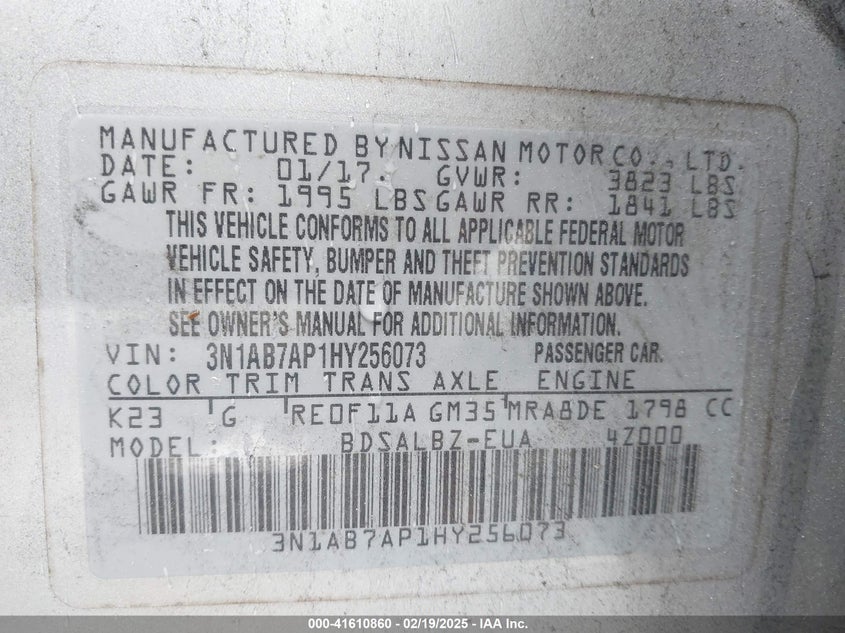 MANUFACTURED BY NISSAN MOTOR CO., LTD.
DATE: 01/17. GVWR: 3823 LBS
GAWR FR: 1995 LBS GAWR RR: 1841 LBS
THIS VEHICLE CONFORMS TO ALL APPLICABLE FEDERAL MOTOR
VEHICLE SAFETY, BUMPER AND THEFT PREVENTION STANDARDS
IN EFFECT ON THE DATE OF MANUFACTURE SHOWN ABOVE.
SEE OWNER'S MANUAL FOR ADDITIONAL INFORMATION.
VIN: 3N1AB7AP1HY256073 PASSENGER CAR.
COLOR TRIM TRANS AXLE ENGINE
K23 G RE0F11A GM35 MRA8DE 1798 CC
MODEL: BDSALBZ-EUA 4Z000
3N1AB7AP1HY256073
000-41610860 - 02/19/2025 - IAA Inc.